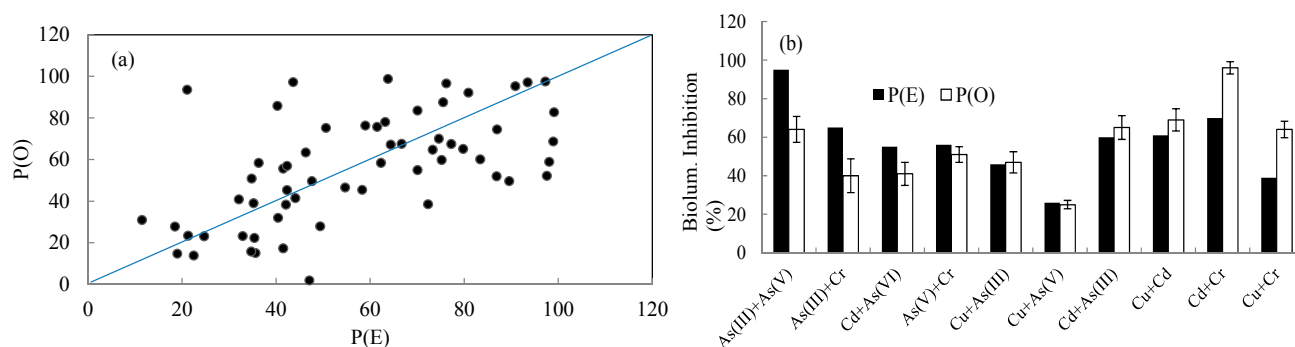 (a)
P(O)
120
100
80
60
40
20
0
0 20 40 60 80 100 120
P(E)
(b)
Biolum. Inhibition
(%)
120
100
80
60
40
20
0
P(E) P(O)
As(III)+As(V)
As(III)+Cr
Cd+As(VI)
As(V)+Cr
Cu+As(III)
Cu+As(V)
Cd+As(III)
Cu+Cd
Cd+Cr
Cu+Cr